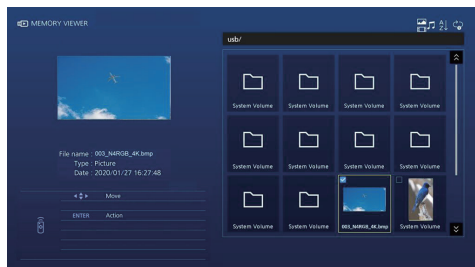 MEMORY VIEWER
usb/
System Volume System Volume System Volume System Volume
System Volume System Volume System Volume System Volume
System Volume System Volume 003_N4RGB_4K.bmp System Volume
File name : 003_N4RGB_4K.bmp
Type : Picture
Date : 2020/01/27 16:27:48
Move
ENTER Action